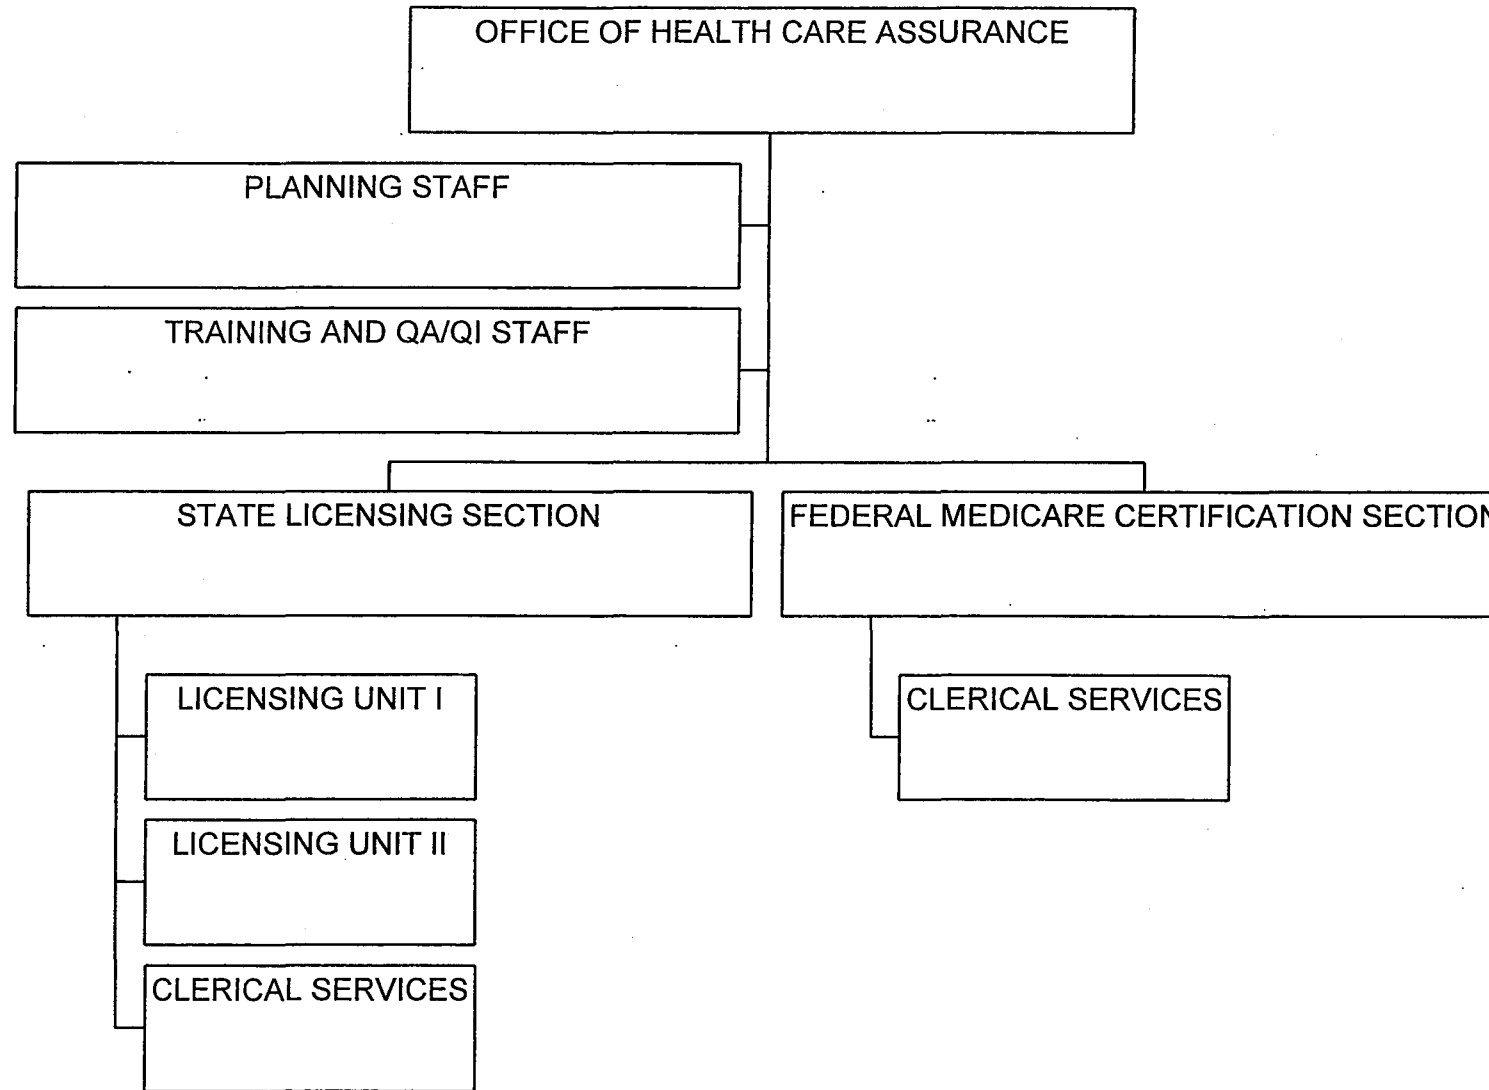 OFFICE OF HEALTH CARE ASSURANCE
PLANNING STAFF
TRAINING AND QA/QI STAFF
STATE LICENSING SECTION
FEDERAL MEDICARE CERTIFICATION SECTION
LICENSING UNIT I
CLERICAL SERVICES
LICENSING UNIT II
CLERICAL SERVICES